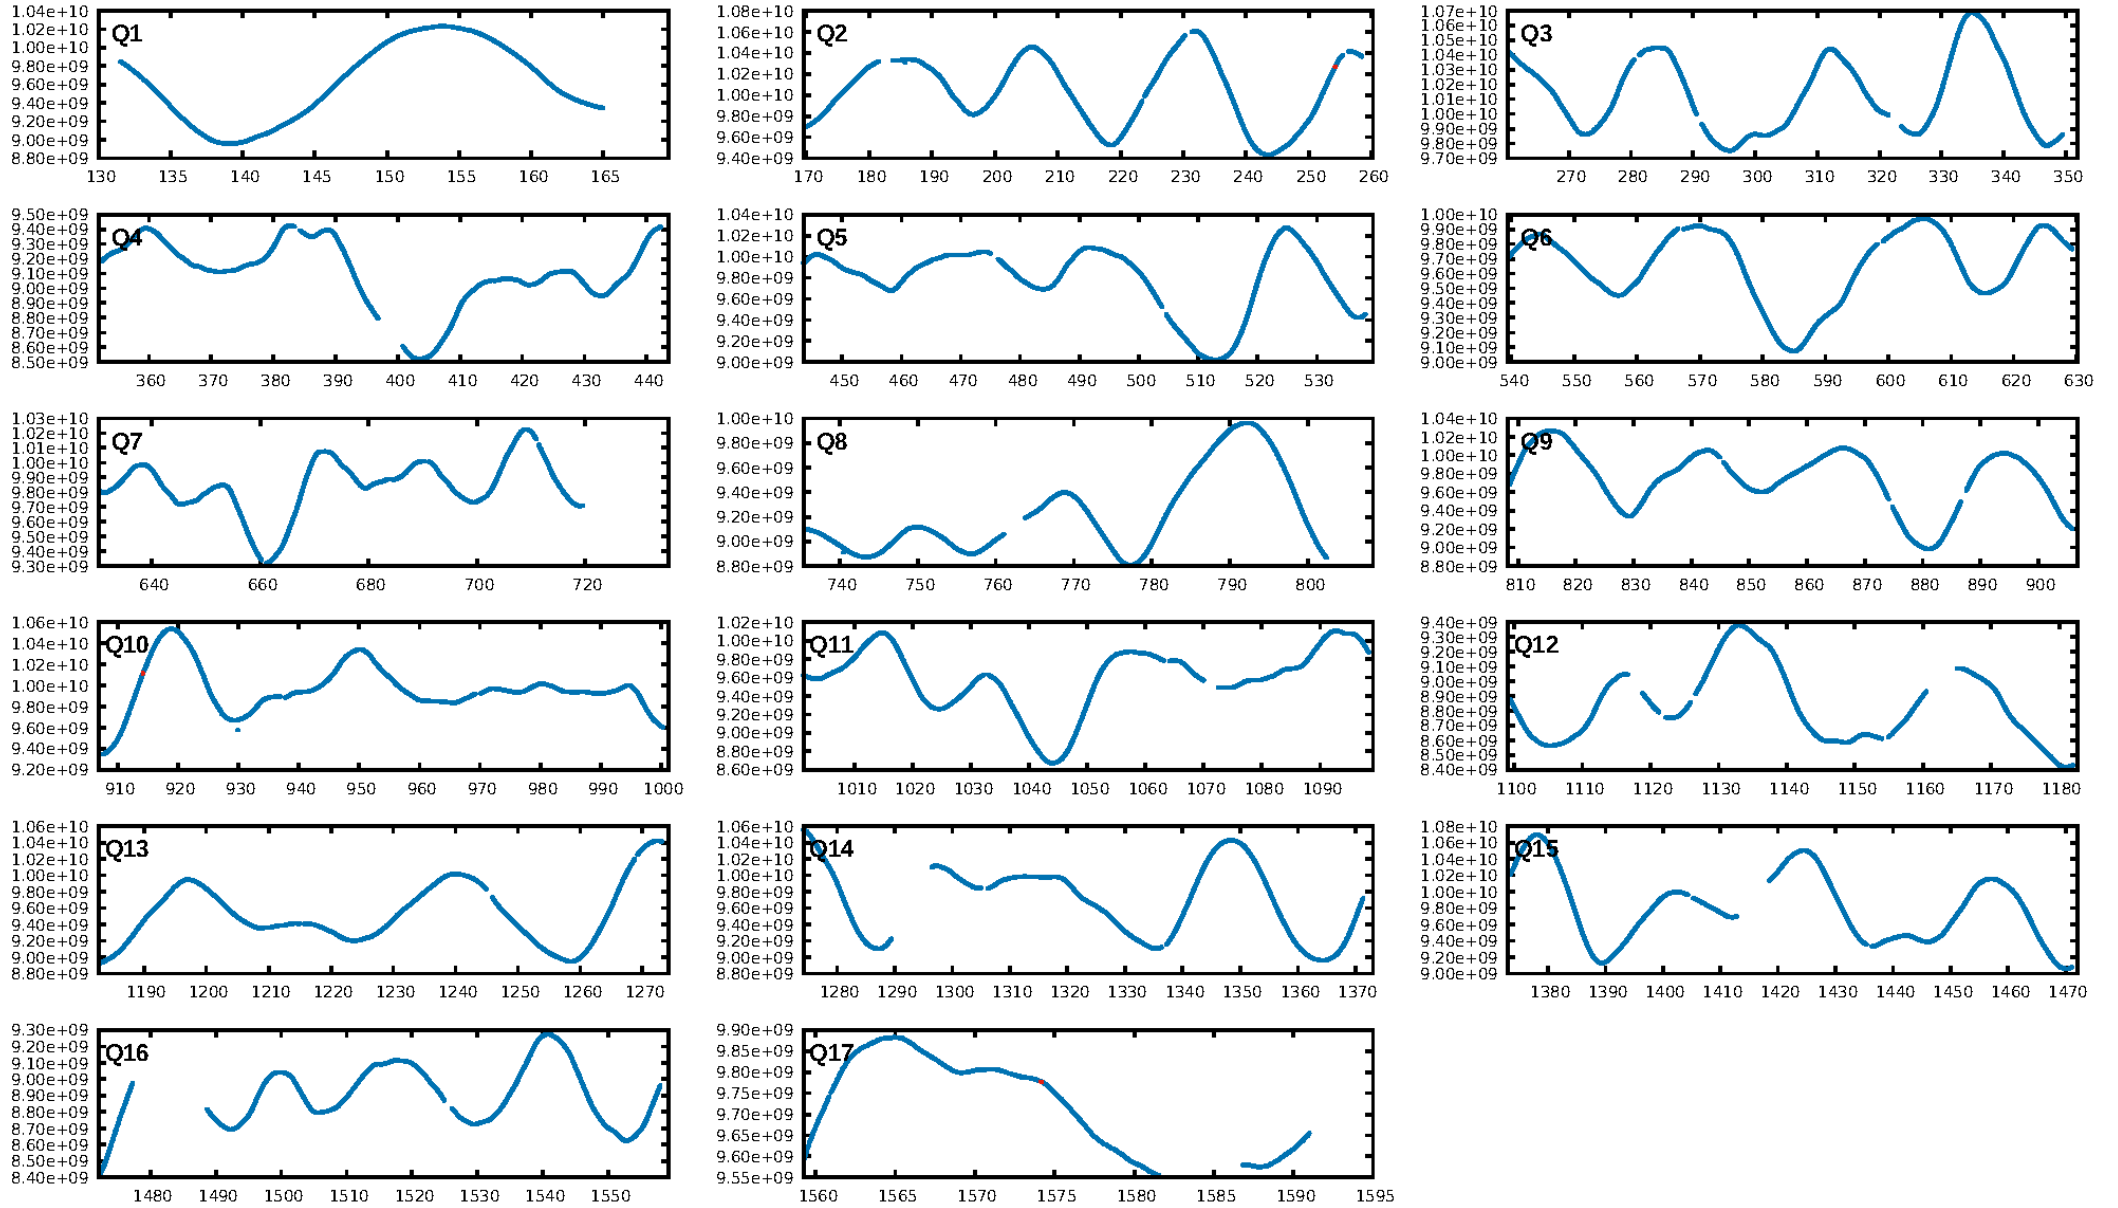 Q1
1.04e+10
1.02e+10
1.00e+10
9.80e+09
9.60e+09
9.40e+09
9.20e+09
9.00e+09
8.80e+09
130 135 140 145 150 155 160 165
Q2
1.08e+10
1.06e+10
1.04e+10
1.02e+10
1.00e+10
9.80e+09
9.60e+09
9.40e+09
170 180 190 200 210 220 230 240 250 260
Q3
1.07e+10
1.06e+10
1.05e+10
1.04e+10
1.03e+10
1.02e+10
1.01e+10
1.00e+10
9.90e+09
9.80e+09
9.70e+09
270 280 290 300 310 320 330 340 350
Q4
9.50e+09
9.40e+09
9.30e+09
9.20e+09
9.10e+09
9.00e+09
8.90e+09
8.80e+09
8.70e+09
8.60e+09
8.50e+09
360 370 380 390 400 410 420 430 440
Q5
1.04e+10
1.02e+10
1.00e+10
9.80e+09
9.60e+09
9.40e+09
9.20e+09
9.00e+09
450 460 470 480 490 500 510 520 530
Q6
1.00e+10
9.90e+09
9.80e+09
9.70e+09
9.60e+09
9.50e+09
9.40e+09
9.30e+09
9.20e+09
9.10e+09
9.00e+09
540 550 560 570 580 590 600 610 620 630
Q7
1.03e+10
1.02e+10
1.01e+10
1.00e+10
9.90e+09
9.80e+09
9.70e+09
9.60e+09
9.50e+09
9.40e+09
9.30e+09
640 660 680 700 720
Q8
1.00e+10
9.80e+09
9.60e+09
9.40e+09
9.20e+09
9.00e+09
8.80e+09
740 750 760 770 780 790 800
Q9
1.04e+10
1.02e+10
1.00e+10
9.80e+09
9.60e+09
9.40e+09
9.20e+09
9.00e+09
8.80e+09
810 820 830 840 850 860 870 880 890 900
Q10
1.06e+10
1.04e+10
1.02e+10
1.00e+10
9.80e+09
9.60e+09
9.40e+09
9.20e+09
910 920 930 940 950 960 970 980 990 1000
Q11
1.02e+10
1.00e+10
9.80e+09
9.60e+09
9.40e+09
9.20e+09
9.00e+09
8.80e+09
8.60e+09
1010 1020 1030 1040 1050 1060 1070 1080 1090
Q12
9.40e+09
9.30e+09
9.20e+09
9.10e+09
9.00e+09
8.90e+09
8.80e+09
8.70e+09
8.60e+09
8.50e+09
8.40e+09
1100 1110 1120 1130 1140 1150 1160 1170 1180
Q13
1.06e+10
1.04e+10
1.02e+10
1.00e+10
9.80e+09
9.60e+09
9.40e+09
9.20e+09
9.00e+09
8.80e+09
1190 1200 1210 1220 1230 1240 1250 1260 1270
Q14
1.06e+10
1.04e+10
1.02e+10
1.00e+10
9.80e+09
9.60e+09
9.40e+09
9.20e+09
9.00e+09
8.80e+09
1280 1290 1300 1310 1320 1330 1340 1350 1360 1370
Q15
1.08e+10
1.06e+10
1.04e+10
1.02e+10
1.00e+10
9.80e+09
9.60e+09
9.40e+09
9.20e+09
9.00e+09
1380 1390 1400 1410 1420 1430 1440 1450 1460 1470
Q16
9.30e+09
9.20e+09
9.10e+09
9.00e+09
8.90e+09
8.80e+09
8.70e+09
8.60e+09
8.50e+09
8.40e+09
1480 1490 1500 1510 1520 1530 1540 1550
Q17
9.90e+09
9.85e+09
9.80e+09
9.75e+09
9.70e+09
9.65e+09
9.60e+09
9.55e+09
1560 1565 1570 1575 1580 1585 1590 1595